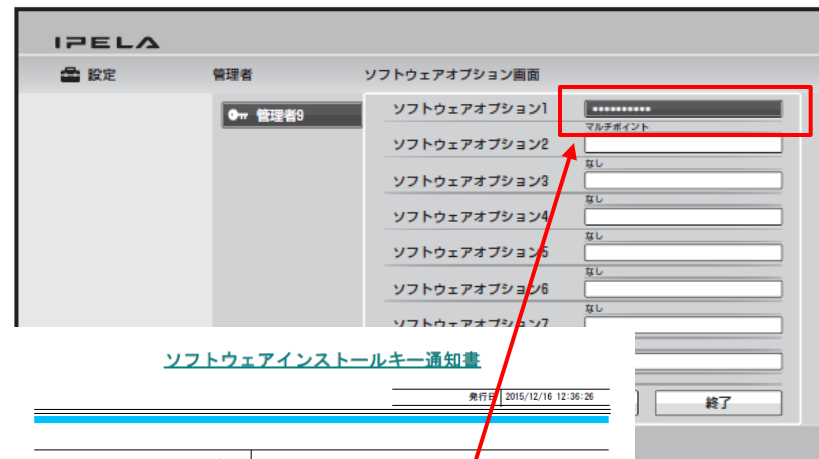 IPELA
設定 管理者 ソフトウェアオプション画面
管理者9
ソフトウェアオプション1 ••••••••••
マルチポイント
ソフトウェアオプション2
なし
ソフトウェアオプション3
なし
ソフトウェアオプション4
なし
ソフトウェアオプション5
なし
ソフトウェアオプション6
なし
ソフトウェアオプション7
ソフトウェアインストールキー通知書
発行日 2015/12/16 12:36:26
終了